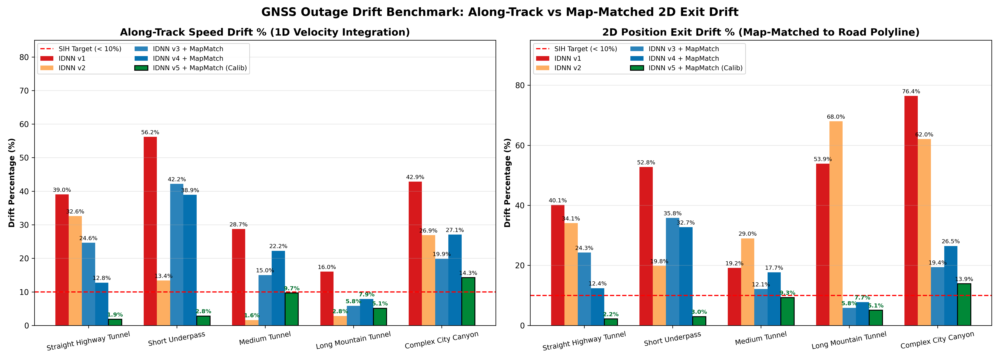 GNSS Outage Drift Benchmark: Along-Track vs Map-Matched 2D Exit Drift
Along-Track Speed Drift % (1D Velocity Integration)
SIH Target (< 10%)
IDNN v1
IDNN v2
IDNN v3 + MapMatch
IDNN v4 + MapMatch
IDNN v5 + MapMatch (Calib)
Drift Percentage (%)
80
70
60
50
40
30
20
10
0
39.0%
32.6%
24.6%
12.8%
1.9%
56.2%
13.4%
42.2%
38.9%
2.8%
28.7%
1.6%
15.0%
22.2%
9.7%
16.0%
2.8%
5.8%
7.9%
5.1%
42.9%
26.9%
19.9%
27.1%
14.3%
Straight Highway Tunnel
Short Underpass
Medium Tunnel
Long Mountain Tunnel
Complex City Canyon
2D Position Exit Drift % (Map-Matched to Road Polyline)
SIH Target (< 10%)
IDNN v1
IDNN v2
IDNN v3 + MapMatch
IDNN v4 + MapMatch
IDNN v5 + MapMatch (Calib)
Drift Percentage (%)
80
60
40
20
0
40.1%
34.1%
24.3%
12.4%
2.2%
52.8%
19.8%
35.8%
32.7%
3.0%
19.2%
29.0%
12.1%
17.7%
9.3%
53.9%
68.0%
5.8%
7.7%
5.1%
76.4%
62.0%
19.4%
26.5%
13.9%
Straight Highway Tunnel
Short Underpass
Medium Tunnel
Long Mountain Tunnel
Complex City Canyon